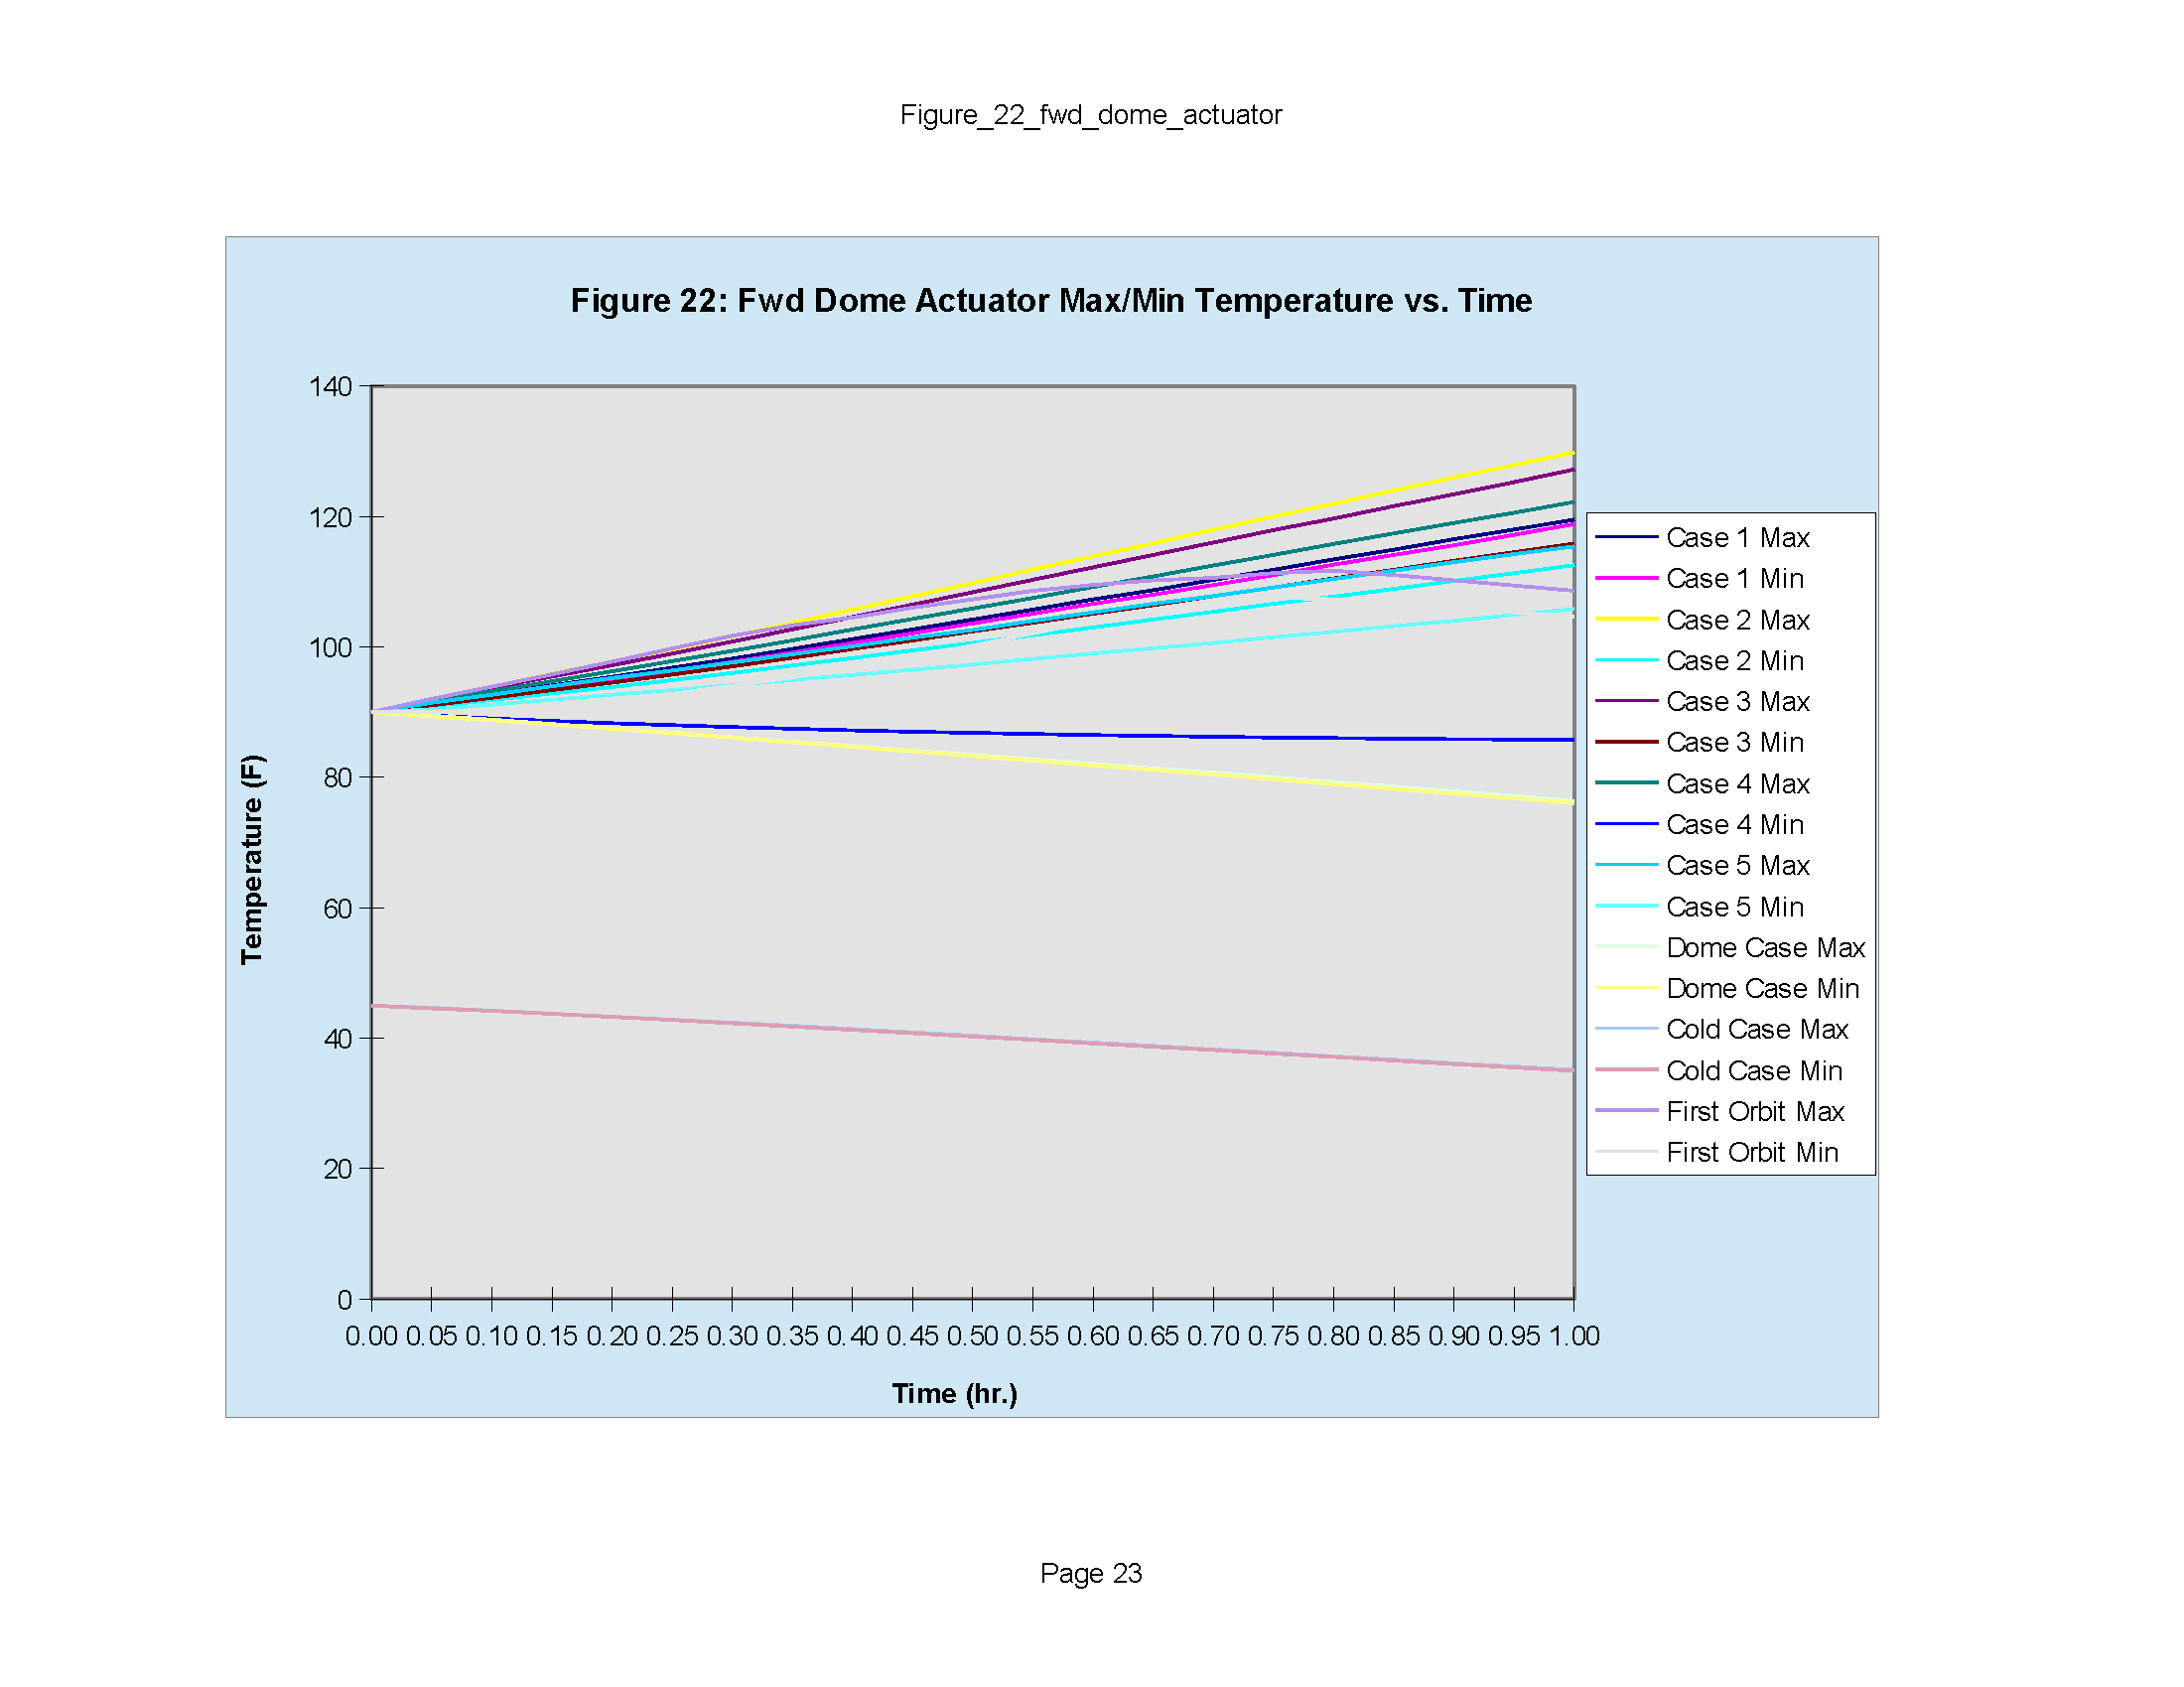 Figure_22_fwd_dome_actuator
Figure 22: Fwd Dome Actuator Max/Min Temperature vs. Time
140
120
100
80
60
40
20
0
Temperature (F)
0.00 0.05 0.10 0.15 0.20 0.25 0.30 0.35 0.40 0.45 0.50 0.55 0.60 0.65 0.70 0.75 0.80 0.85 0.90 0.95 1.00
Time (hr.)
Case 1 Max
Case 1 Min
Case 2 Max
Case 2 Min
Case 3 Max
Case 3 Min
Case 4 Max
Case 4 Min
Case 5 Max
Case 5 Min
Dome Case Max
Dome Case Min
Cold Case Max
Cold Case Min
First Orbit Max
First Orbit Min
Page 23